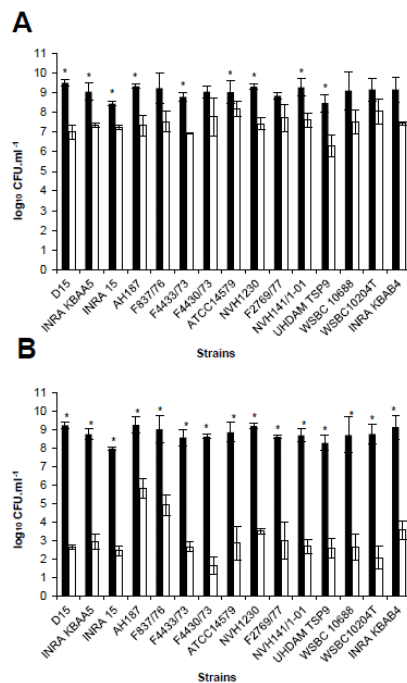 A
11
10
9
8
7
6
5
4
3
2
1
0
log₁₀ CFU.ml⁻¹
* * * * * * * * *
D15
INRA KBAA5
INRA 15
AH187
F837/76
F4433/73
F4430/73
ATCC14579
NVH1230
F2769/77
NVH141/1-01
UHDAM TSP9
WSBC 10688
WSBC10204T
INRA KBAB4
Strains
B
11
10
9
8
7
6
5
4
3
2
1
0
log₁₀ CFU.ml⁻¹
* * * * * * * * * * * * * * *
D15
INRA KBAA5
INRA 15
AH187
F837/76
F4433/73
F4430/73
ATCC14579
NVH1230
F2769/77
NVH141/1-01
UHDAM TSP9
WSBC 10688
WSBC10204T
INRA KBAB4
Strains